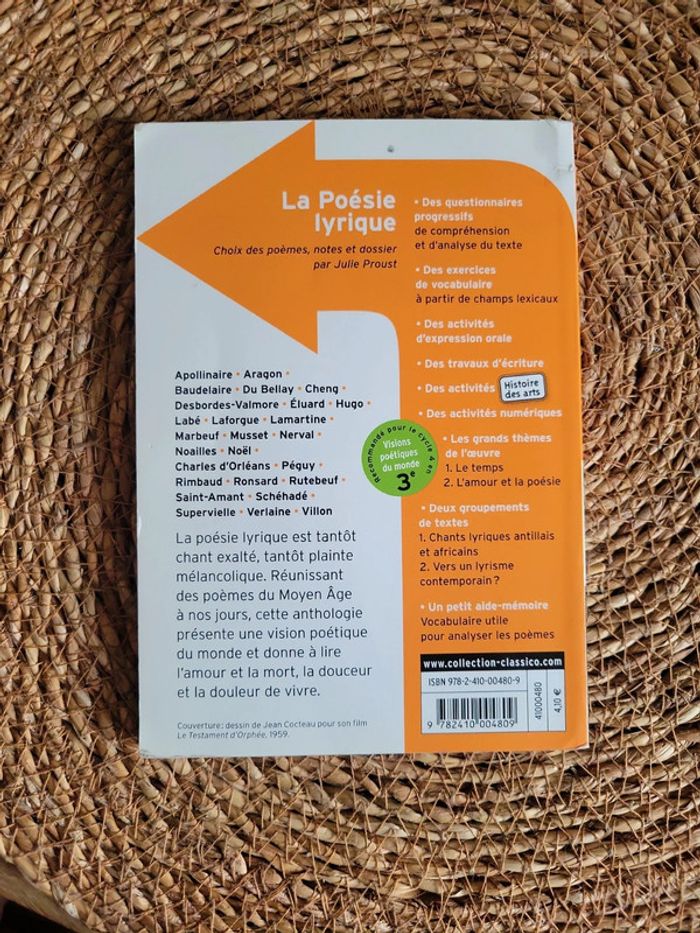 La Poésie
lyrique
Choix des poèmes, notes et dossier
par Julie Proust
Apollinaire • Aragon •
Baudelaire • Du Bellay • Cheng •
Desbordes-Valmore • Éluard • Hugo •
Labé • Laforgue • Lamartine •
Marbeuf • Musset • Nerval •
Noailles • Noël •
Charles d'Orléans • Péguy •
Rimbaud • Ronsard • Rutebeuf •
Saint-Amant • Schéhadé •
Supervielle • Verlaine • Villon
La poésie lyrique est tantôt
chant exalté, tantôt plainte
mélancolique. Réunissant
des poèmes du Moyen Âge
à nos jours, cette anthologie
présente une vision poétique
du monde et donne à lire
l'amour et la mort, la douceur
et la douleur de vivre.
Couverture : dessin de Jean Cocteau pour son film
Le Testament d'Orphée, 1959.
Recommandé pour le cycle 4 en
Visions
poétiques
du monde
3e
• Des questionnaires
progressifs
de compréhension
et d'analyse du texte
• Des exercices
de vocabulaire
à partir de champs lexicaux
• Des activités
d'expression orale
• Des travaux d'écriture
• Des activités Histoire
des arts
• Des activités numériques
• Les grands thèmes
de l'œuvre
1. Le temps
2. L'amour et la poésie
• Deux groupements
de textes
1. Chants lyriques antillais
et africains
2. Vers un lyrisme
contemporain ?
• Un petit aide-mémoire
Vocabulaire utile
pour analyser les poèmes
www.collection-classico.com
ISBN 978-2-410-00480-9
9 782410 004809
41000480
4,10 €